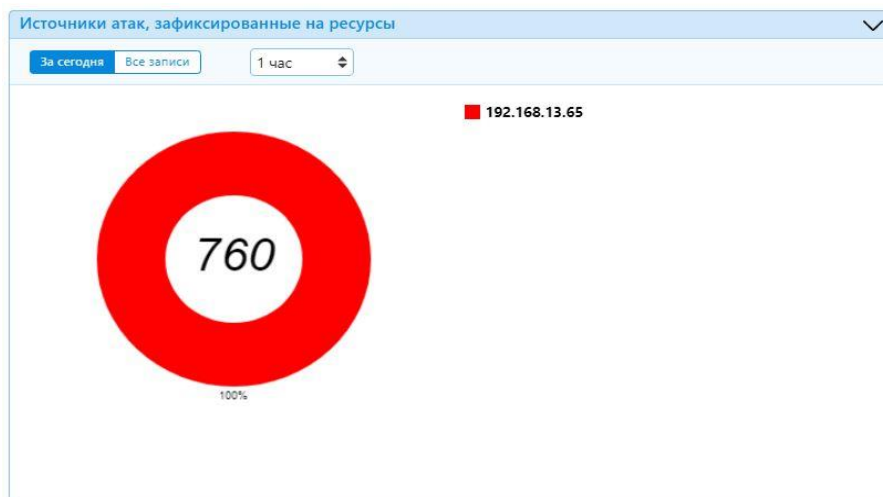 Источники атак, зафиксированные на ресурсы
За сегодня Все записи 1 час
192.168.13.65
760
100%